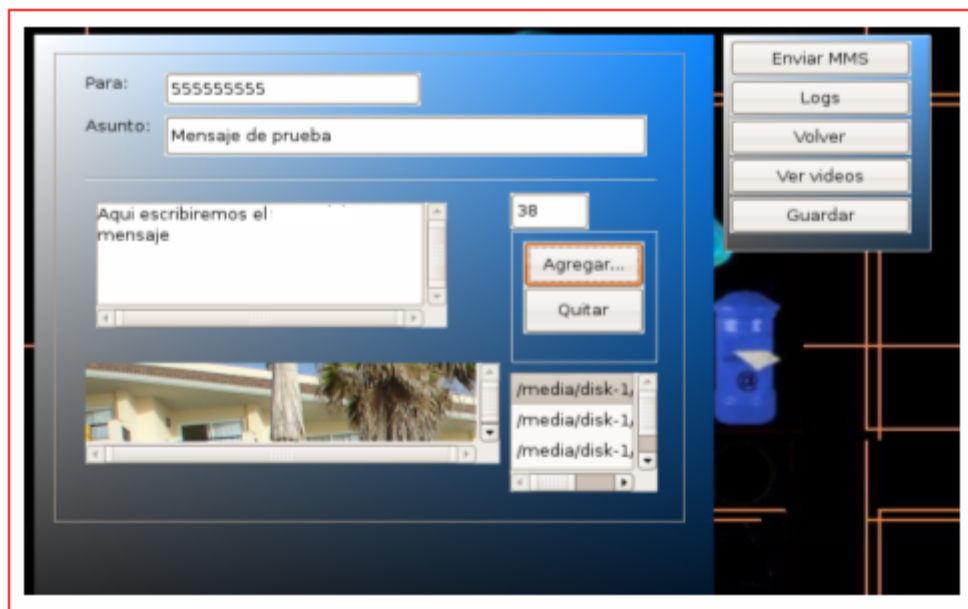 Para:
555555555
Asunto:
Mensaje de prueba
Aqui escribiremos el
mensaje
38
Agregar...
Quitar
/media/disk-1/
/media/disk-1/
/media/disk-1/
Enviar MMS
Logs
Volver
Ver videos
Guardar